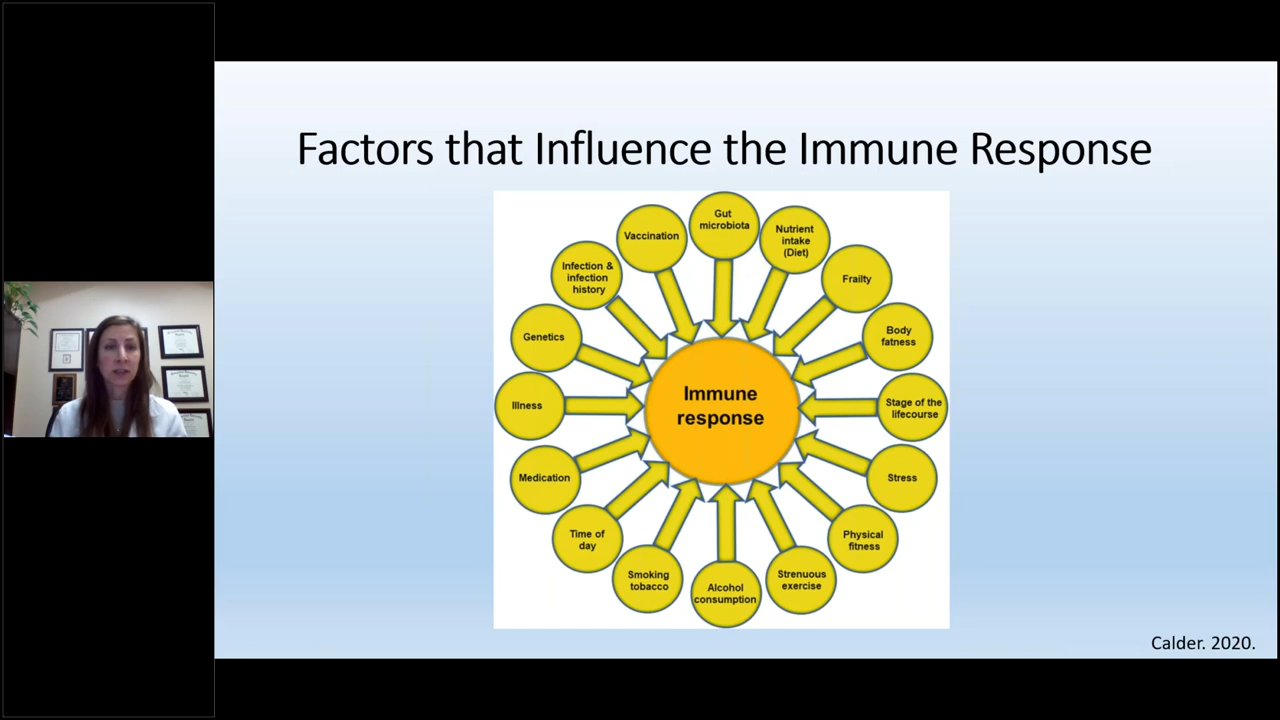 Factors that Influence the Immune Response
Gut
microbiota
Nutrient
intake
(Diet)
Frailty
Body
fatness
Stage of the
lifecourse
Stress
Physical
fitness
Strenuous
exercise
Alcohol
consumption
Smoking
tobacco
Time of
day
Medication
Illness
Genetics
Infection &
infection
history
Vaccination
Immune
response
Calder. 2020.